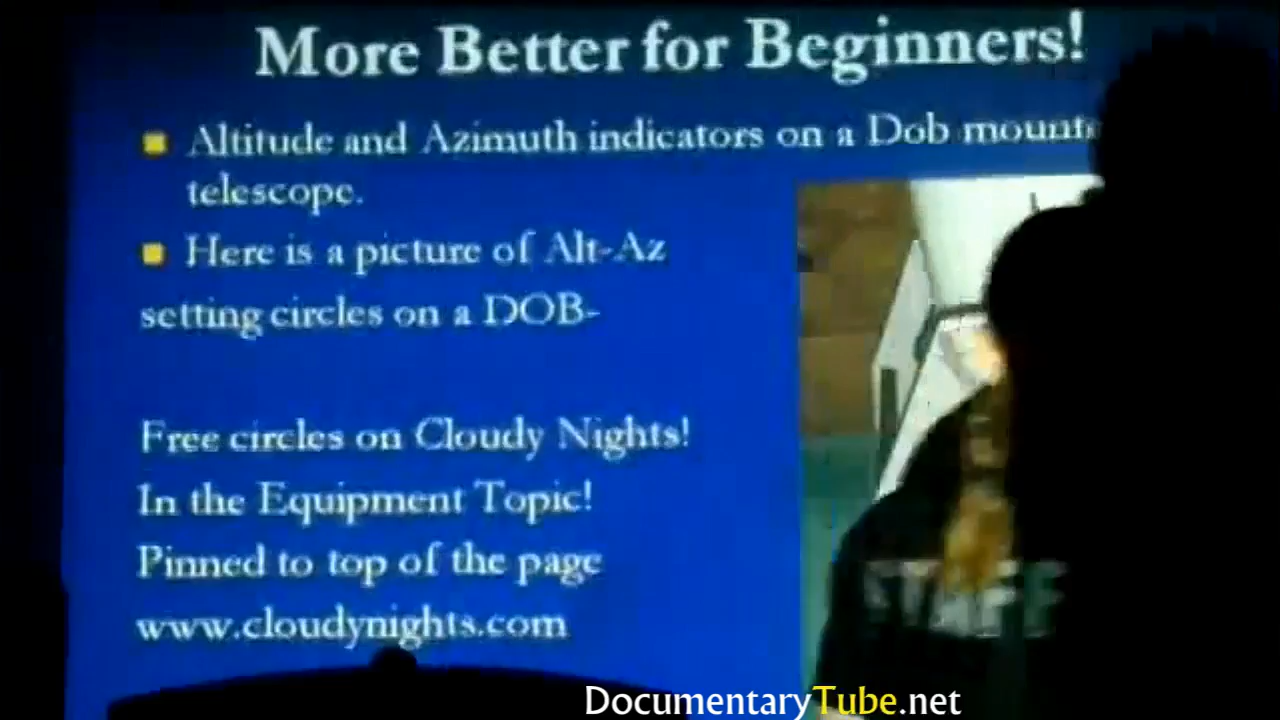 More Better for Beginners!
Altitude and Azimuth indicators on a Dob
telescope.
Here is a picture of Alt-Az
setting circles on a DOB-
Free circles on Cloudy Nights!
In the Equipment Topic!
Pinned to top of the page
www.cloudynights.com
STAFF
DocumentaryTube.net